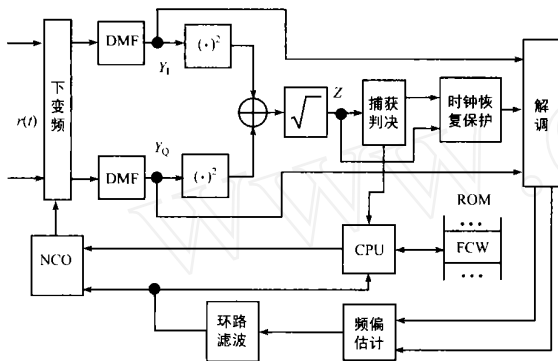 DMF
Y_I
(·)²
r(t)
下变频
Z
√
捕获判决
时钟恢复保护
解调
Y_Q
DMF
(·)²
ROM
•••
NCO
CPU
FCW
•••
环路滤波
频偏估计